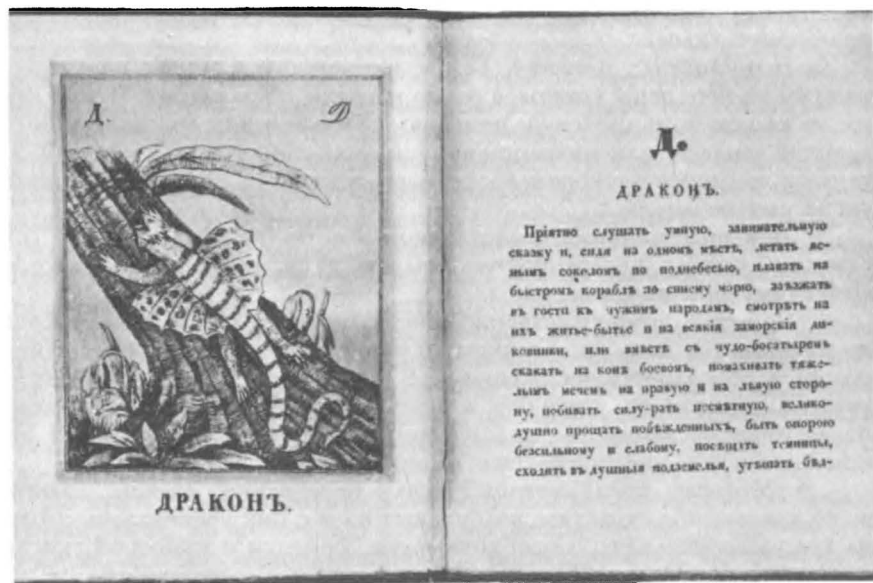 Д. D
ДРАКОНЪ.
Д.
ДРАКОНЪ.
Пріятно слушать умную, занимательную
сказку и, сидя на одномъ мѣстѣ, летать яс-
нымъ соколомъ по поднебесью, плавать на
быстромъ кораблѣ по синему морю, заѣзжать
въ гости къ чужимъ народамъ, смотрѣть на
ихъ житье-бытье и на всякія заморскія ди-
ковинки, или вмѣстѣ съ чудо-богатыремъ
скакать на конѣ боевомъ, помахивать тяже-
лымъ мечемъ на правую и на лѣвую сторо-
ну, побивать силу-рать несмѣтную, велико-
душно прощать побѣжденныхъ, быть опорою
безсильному и слабому, посѣщать темницы,
сходить въ душныя подземелья, утѣшать бѣд-